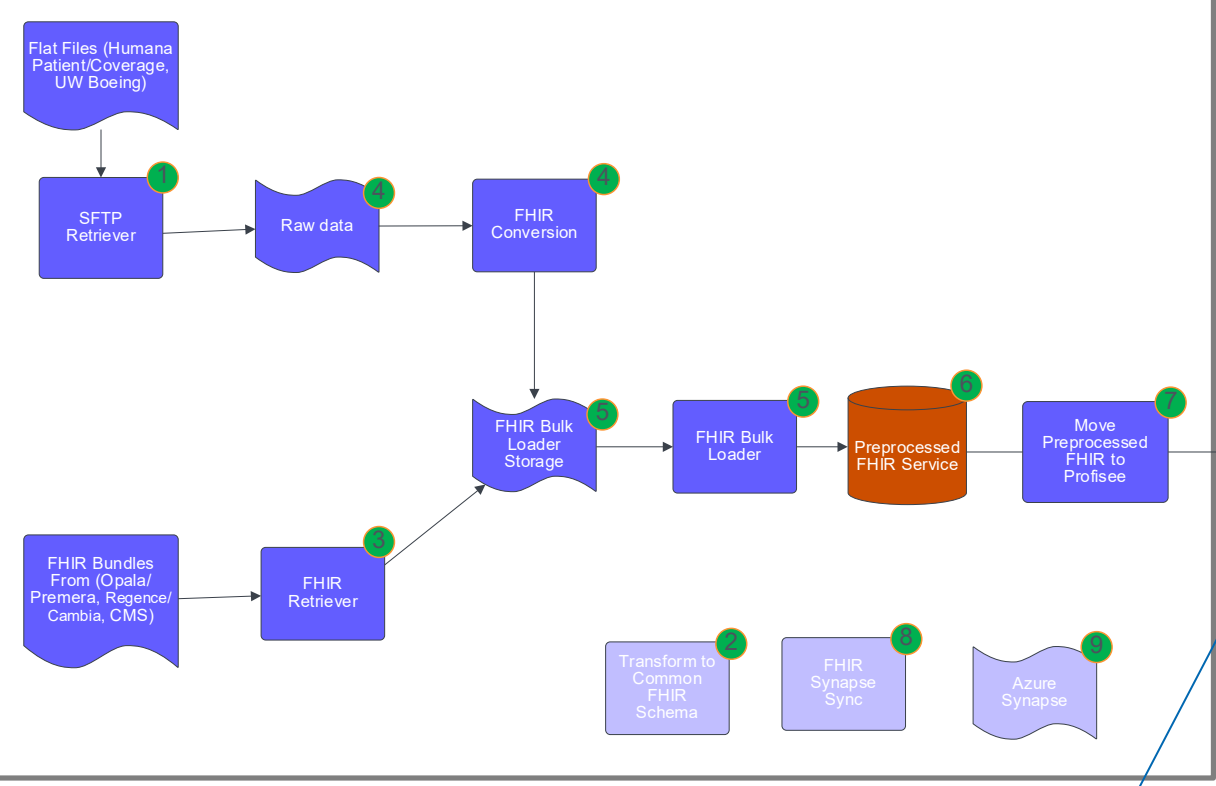 Flat Files (Humana
Patient/Coverage,
UW Boeing)
1
SFTP
Retriever
4
Raw data
4
FHIR
Conversion
5
FHIR Bulk
Loader
Storage
5
FHIR Bulk
Loader
6
Preprocessed
FHIR Service
7
Move
Preprocessed
FHIR to
Profisee
FHIR Bundles
From (Opala/
Premera, Regence/
Cambia, CMS)
3
FHIR
Retriever
2
Transform to
Common
FHIR
Schema
8
FHIR
Synapse
Sync
9
Azure
Synapse